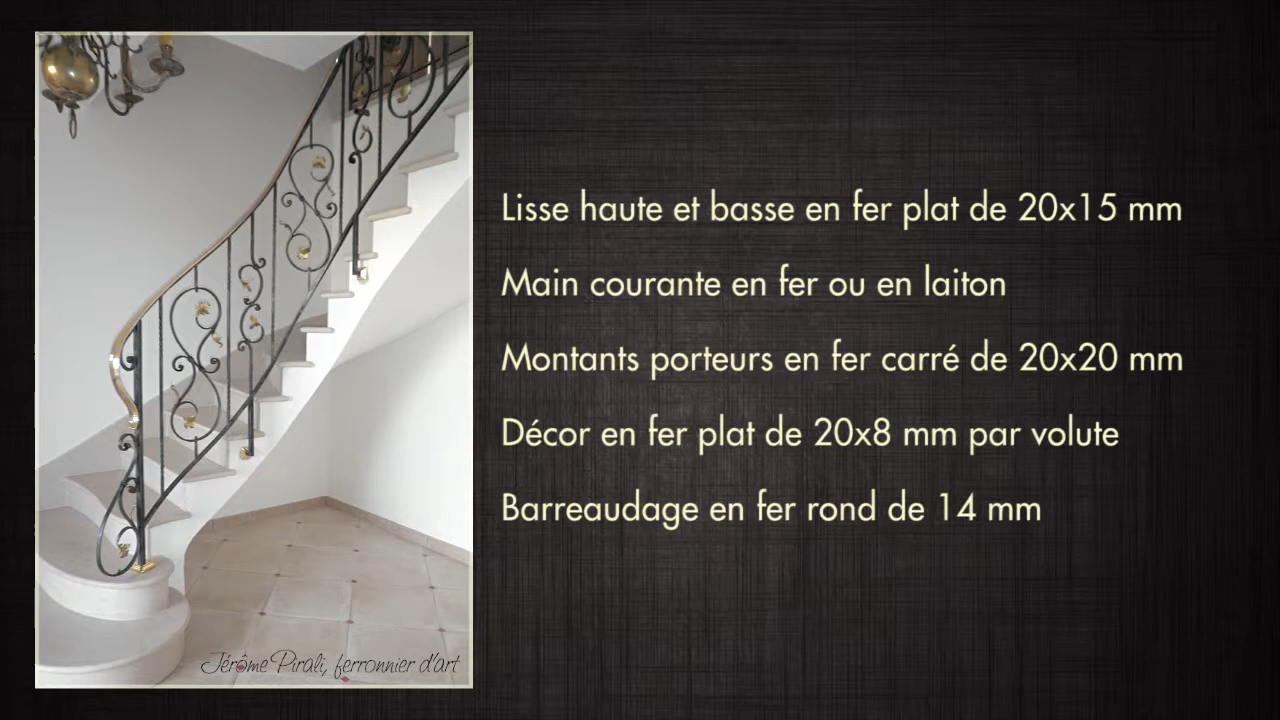 Lisse haute et basse en fer plat de 20x15 mm
Main courante en fer ou en laiton
Montants porteurs en fer carré de 20x20 mm
Décor en fer plat de 20x8 mm par volute
Barreaudage en fer rond de 14 mm
Jérôme Pirali, ferronnier d'art